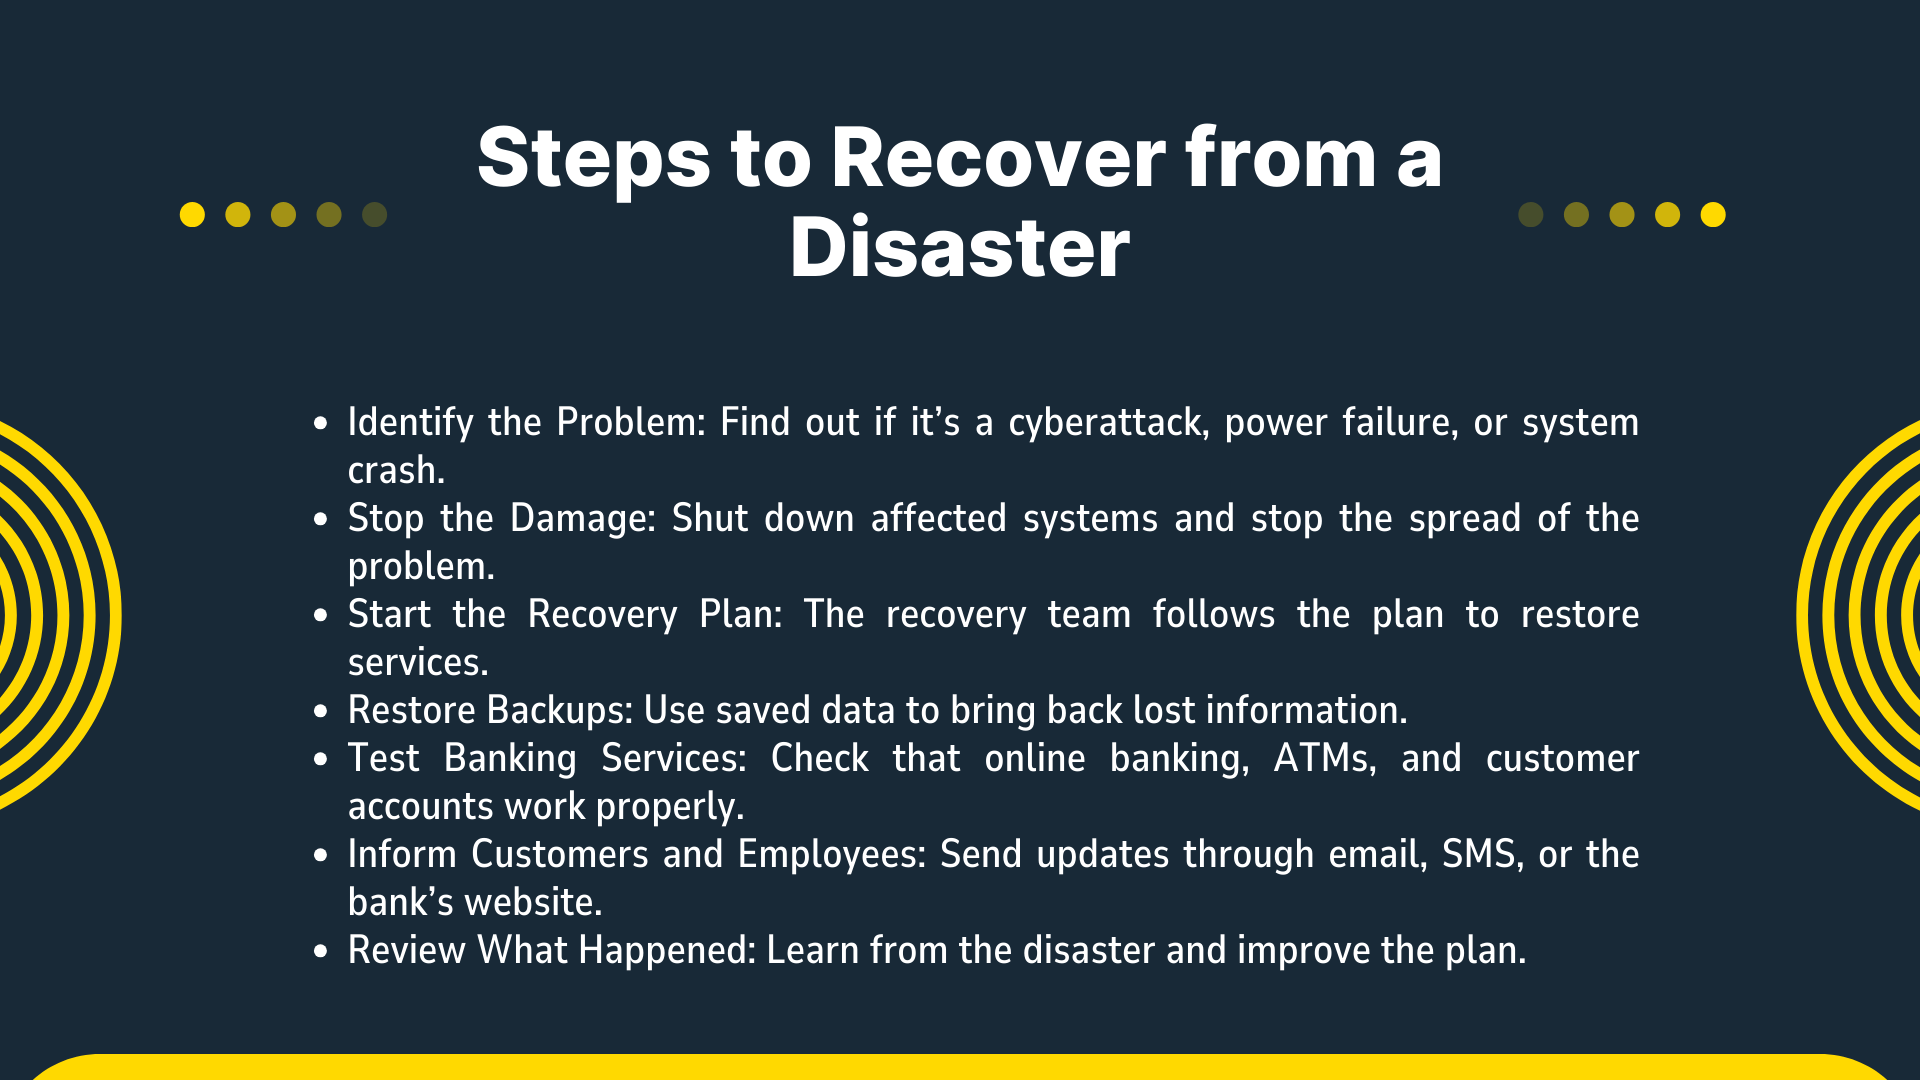 Steps to Recover from a
Disaster
• Identify the Problem: Find out if it’s a cyberattack, power failure, or system
crash.
• Stop the Damage: Shut down affected systems and stop the spread of the
problem.
• Start the Recovery Plan: The recovery team follows the plan to restore
services.
• Restore Backups: Use saved data to bring back lost information.
• Test Banking Services: Check that online banking, ATMs, and customer
accounts work properly.
• Inform Customers and Employees: Send updates through email, SMS, or the
bank’s website.
• Review What Happened: Learn from the disaster and improve the plan.